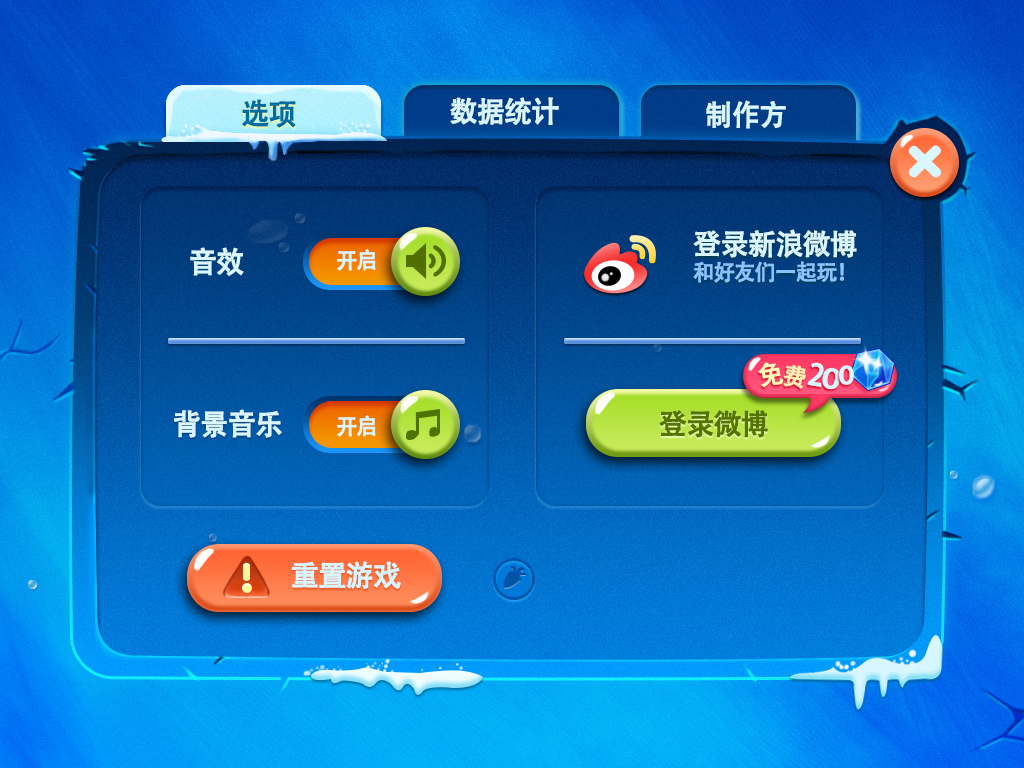 选项
数据统计
制作方
音效
开启
登录新浪微博
和好友们一起玩!
背景音乐
开启
免费200
登录微博
重置游戏